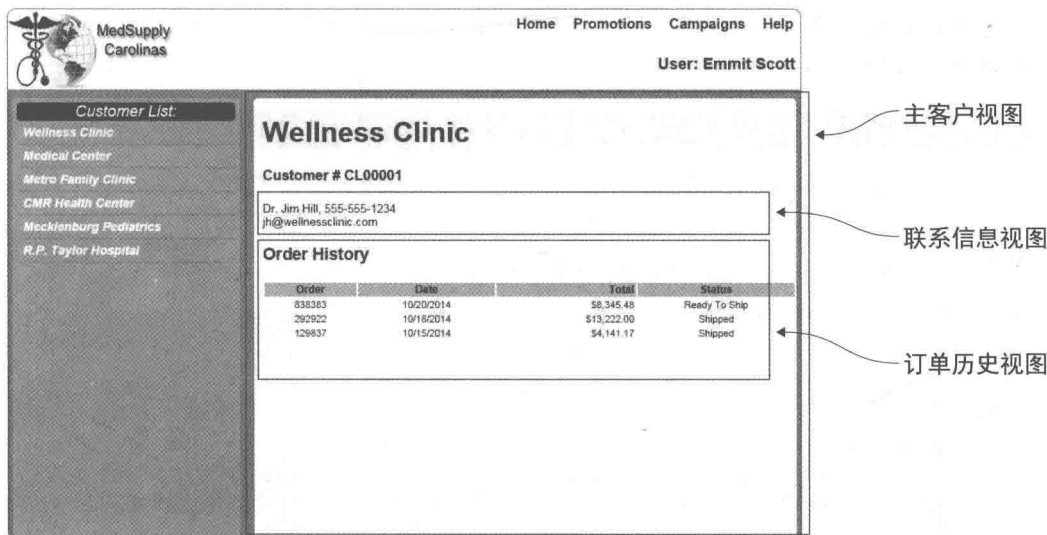 MedSupply
Carolinas
Home Promotions Campaigns Help
User: Emmit Scott
Customer List:
Wellness Clinic
Medical Center
Metro Family Clinic
CMR Health Center
Mecklenburg Pediatrics
R.P. Taylor Hospital
Wellness Clinic
Customer # CL00001
Dr. Jim Hill, 555-555-1234
jh@wellnessclinic.com
Order History
Order Date Total Status
838383 10/20/2014 $8,345.48 Ready To Ship
292922 10/18/2014 $13,222.00 Shipped
129837 10/15/2014 $4,141.17 Shipped
主客户视图
联系信息视图
订单历史视图